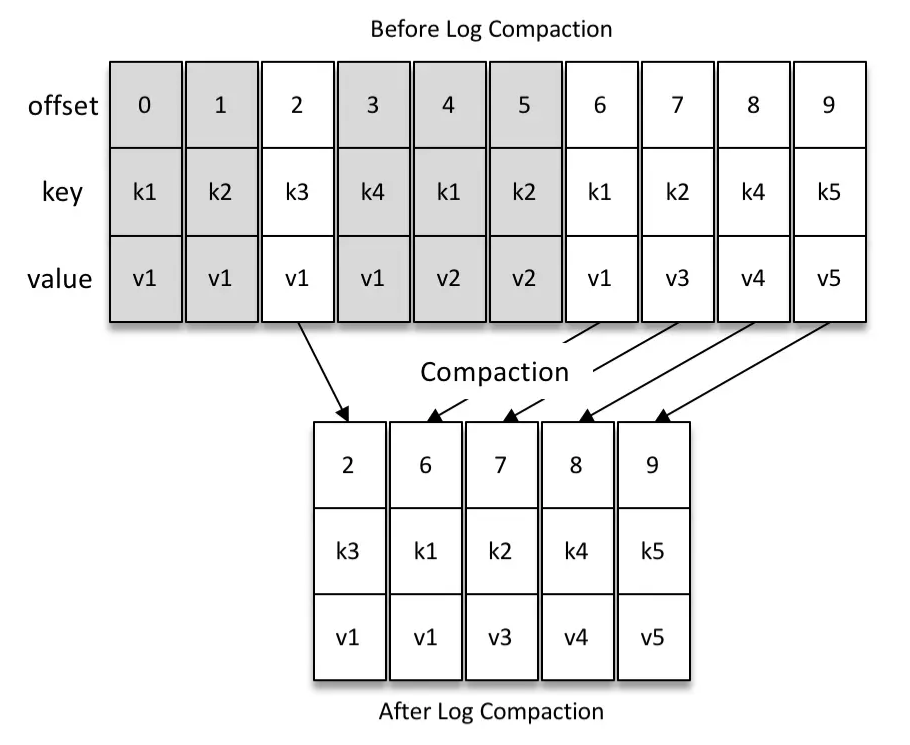 Before Log Compaction
offset 0 1 2 3 4 5 6 7 8 9
key k1 k2 k3 k4 k1 k2 k1 k2 k4 k5
value v1 v1 v1 v1 v2 v2 v1 v3 v4 v5
Compaction
2 6 7 8 9
k3 k1 k2 k4 k5
v1 v1 v3 v4 v5
After Log Compaction